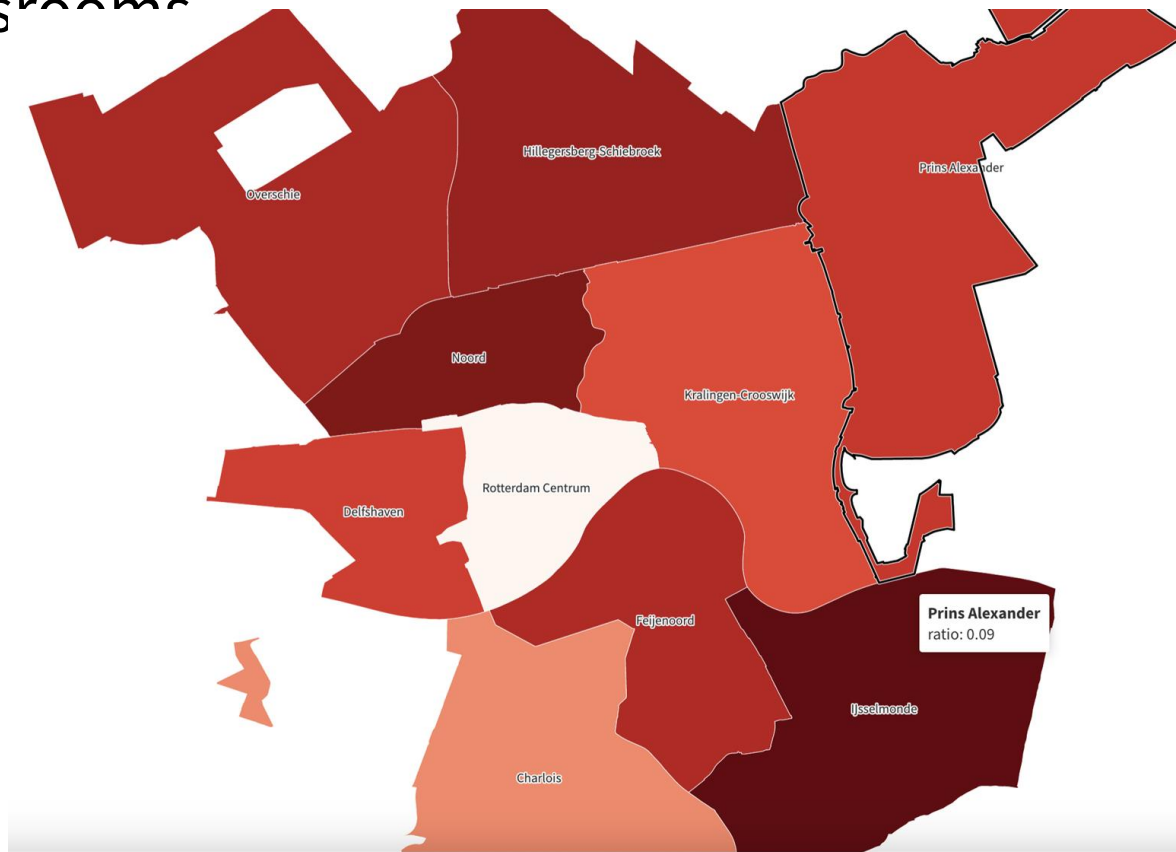 Hillegersberg-Schiebroek
Prins Alexander
Overschie
Noord
Kralingen-Crooswijk
Rotterdam Centrum
Delfshaven
Feijenoord
Prins Alexander
ratio: 0.09
IJsselmonde
Charlois